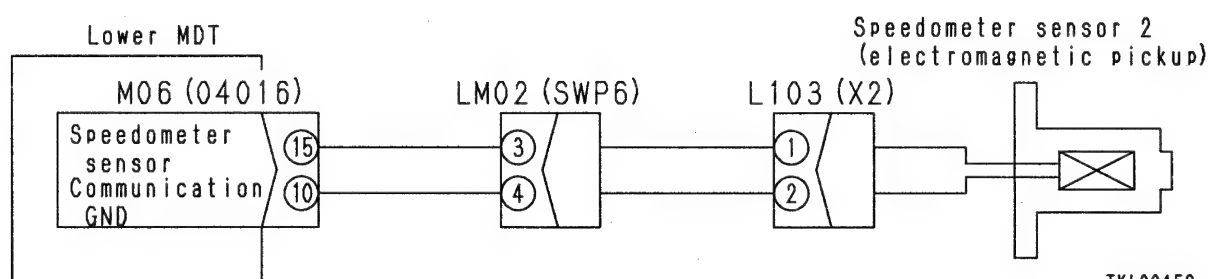 Lower MDT
Speedometer sensor 2
(electromagnetic pickup)
M06 (04016)
LM02 (SWP6)
L103 (X2)
Speedometer
sensor
Communication
GND
15
10
3
4
1
2